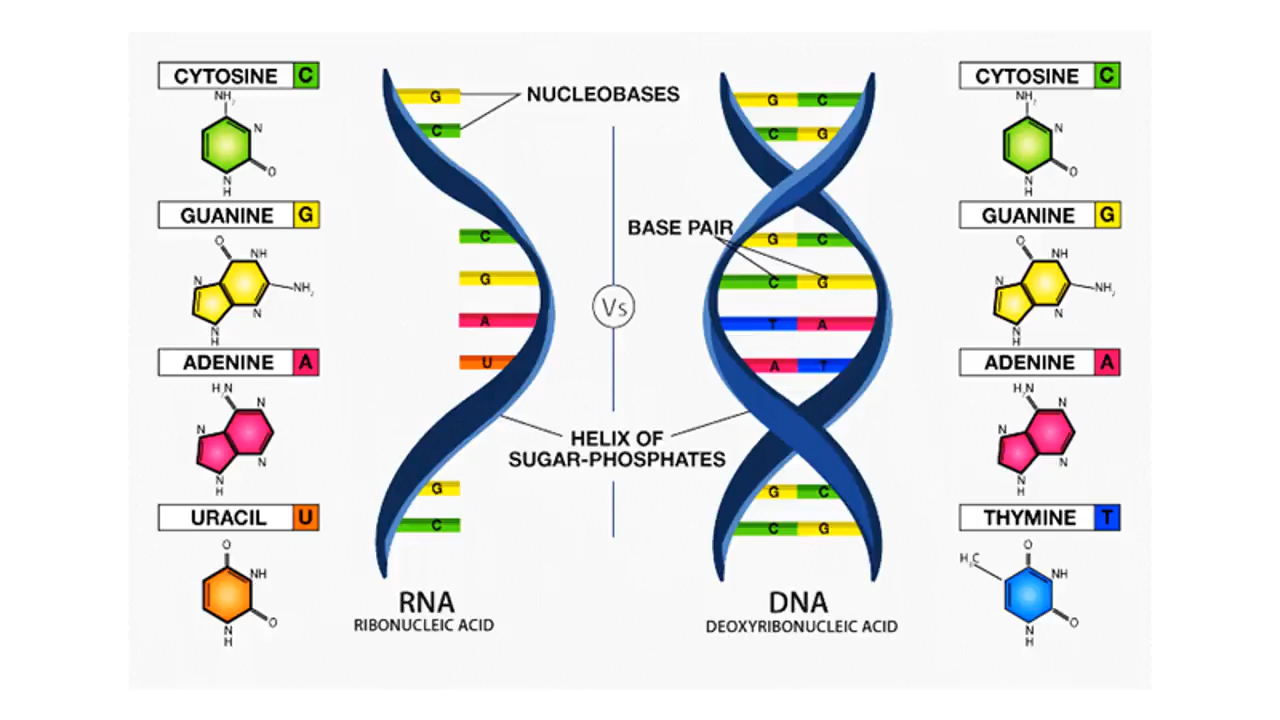 CYTOSINE C
NH2
N
O
N
H
GUANINE G
O
NH
N
NH2
N
N
H
ADENINE A
H2N
N
N
N
N
H
URACIL U
O
NH
O
N
H
G
C
C
G
A
U
G
C
RNA
RIBONUCLEIC ACID
NUCLEOBASES
BASE PAIR
Vs
HELIX OF
SUGAR-PHOSPHATES
G C
C G
G C
C G
T A
A T
G C
C G
DNA
DEOXYRIBONUCLEIC ACID
CYTOSINE C
NH2
N
O
N
H
GUANINE G
O
NH
N
NH2
N
N
H
ADENINE A
H2N
N
N
N
N
H
THYMINE T
H3C
O
NH
O
N
H